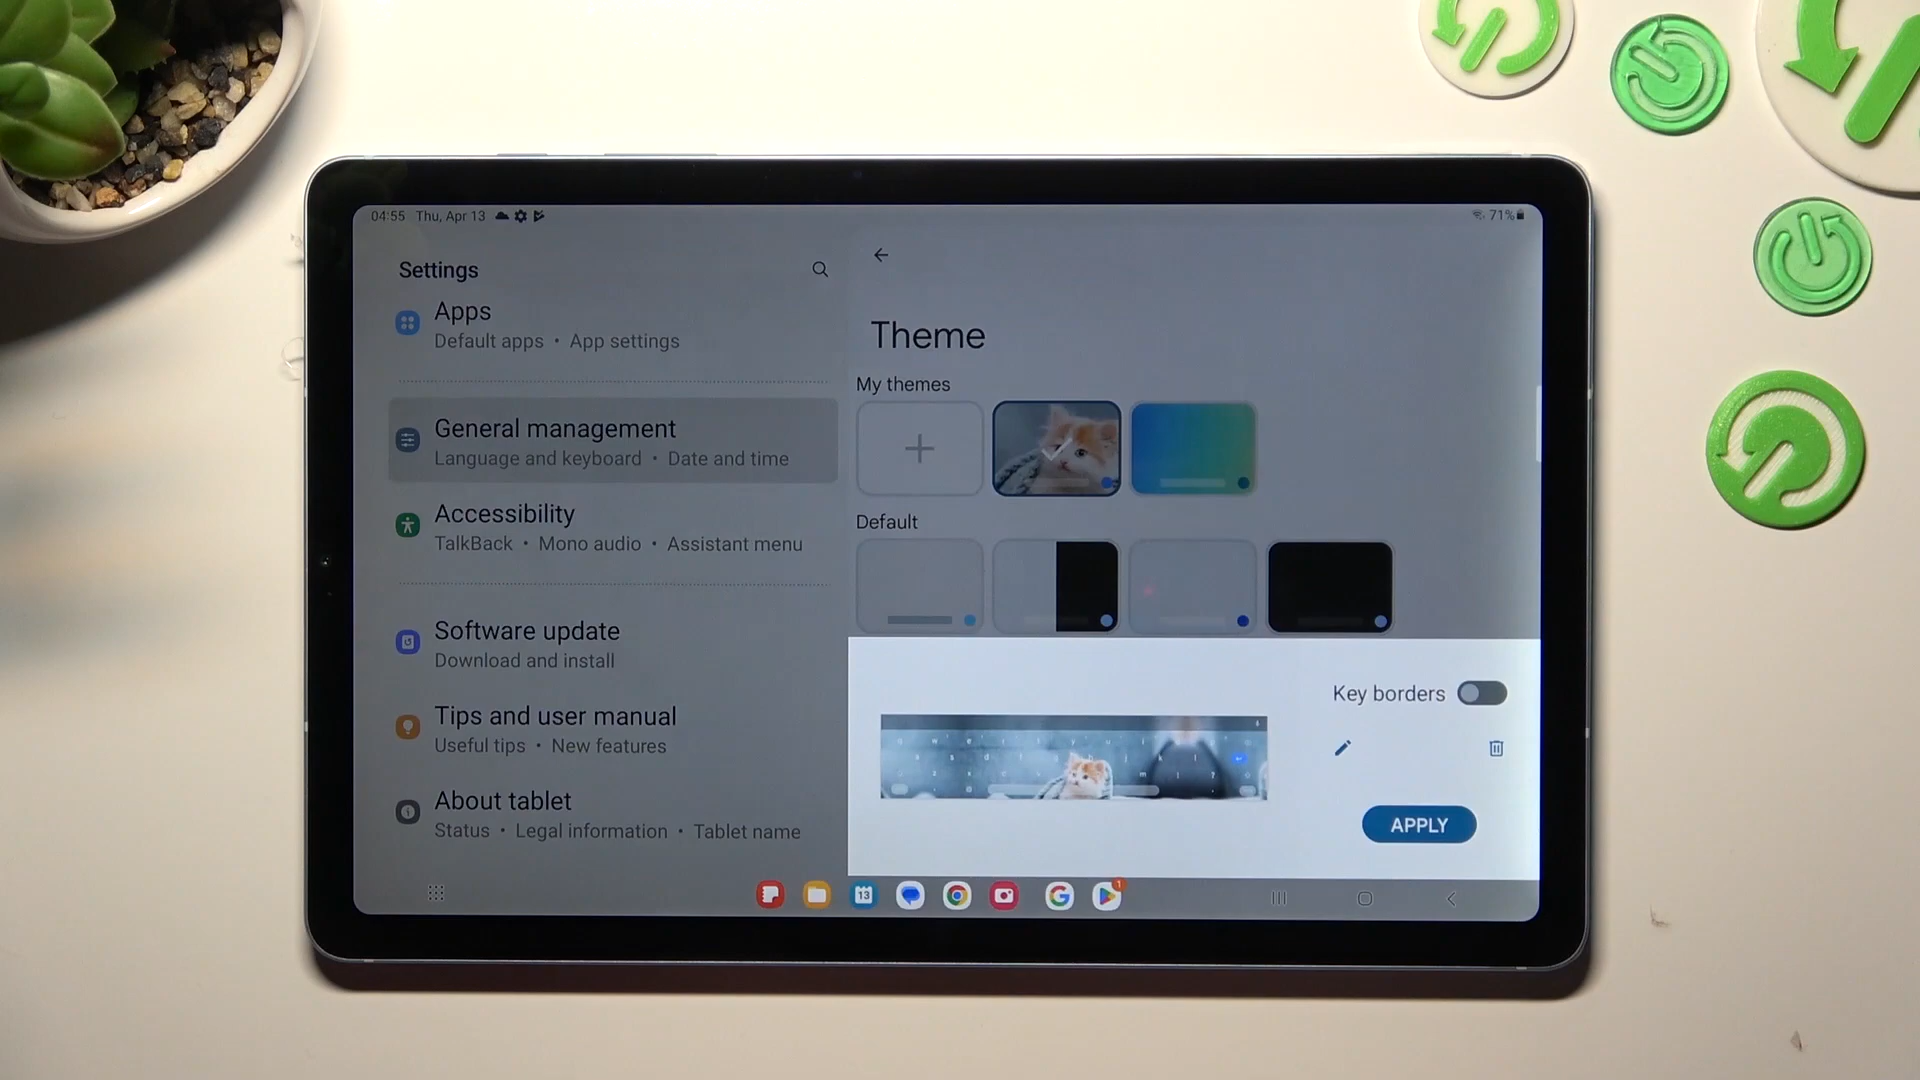 04:55 Thu, Apr 13
71%
Settings
Apps
Default apps • App settings
General management
Language and keyboard • Date and time
Accessibility
TalkBack • Mono audio • Assistant menu
Software update
Download and install
Tips and user manual
Useful tips • New features
About tablet
Status • Legal information • Tablet name
Theme
My themes
Default
Key borders
APPLY
13
1